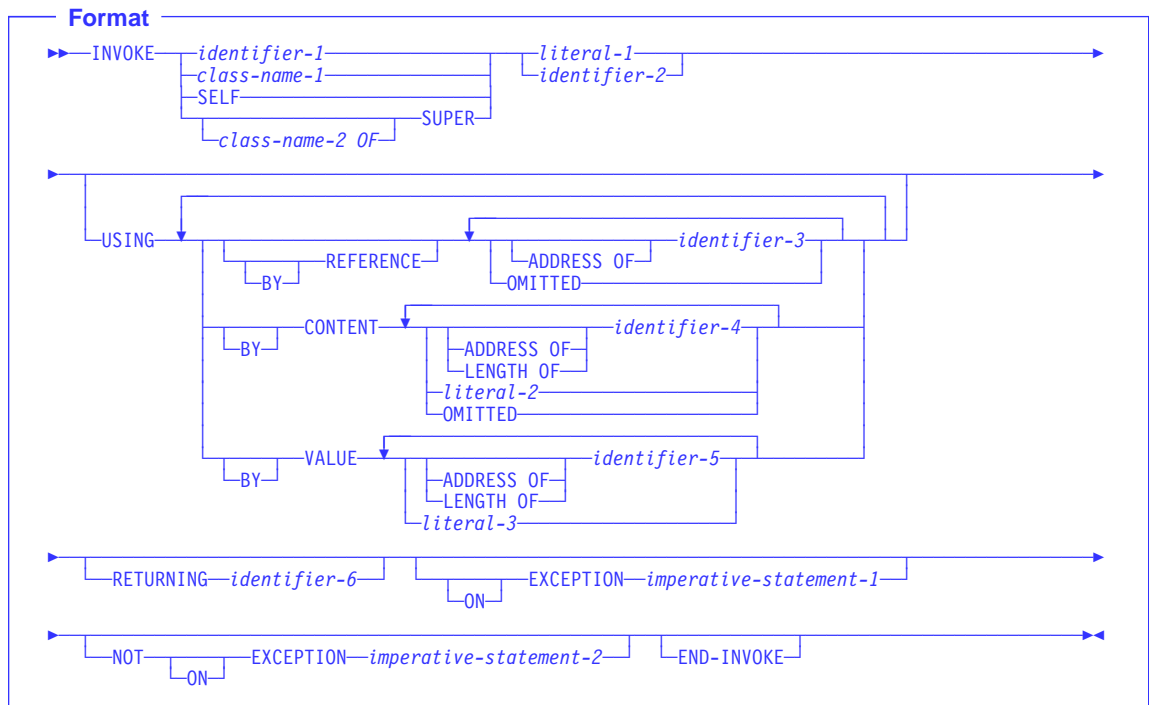 Format
INVOKE identifier-1 literal-1
class-name-1 identifier-2
SELF
SUPER
class-name-2 OF
USING identifier-3
REFERENCE ADDRESS OF
BY OMITTED
CONTENT identifier-4
BY ADDRESS OF
LENGTH OF
literal-2
OMITTED
VALUE identifier-5
BY ADDRESS OF
LENGTH OF
literal-3
RETURNING identifier-6 EXCEPTION imperative-statement-1
ON
NOT EXCEPTION imperative-statement-2 END-INVOKE
ON